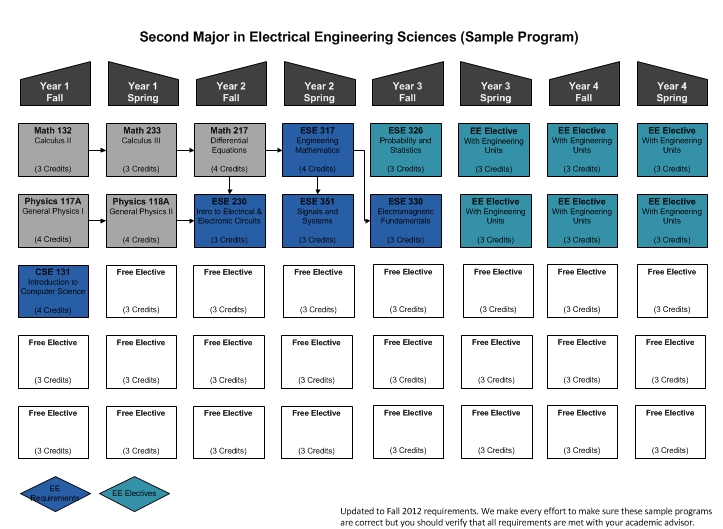 Second Major in Electrical Engineering Sciences (Sample Program)
Year 1
Fall
Year 1
Spring
Year 2
Fall
Year 2
Spring
Year 3
Fall
Year 3
Spring
Year 4
Fall
Year 4
Spring
Math 132
Calculus II
(3 Credits)
Math 233
Calculus III
(3 Credits)
Math 217
Differential
Equations
(4 Credits)
ESE 317
Engineering
Mathematics
(4 Credits)
ESE 326
Probability and
Statistics
(3 Credits)
EE Elective
With Engineering
Units
(3 Credits)
EE Elective
With Engineering
Units
(3 Credits)
EE Elective
With Engineering
Units
(3 Credits)
Physics 117A
General Physics I
(4 Credits)
Physics 118A
General Physics II
(4 Credits)
ESE 230
Intro to Electrical &
Electronic Circuits
(3 Credits)
ESE 351
Signals and
Systems
(3 Credits)
ESE 330
Electromagnetic
Fundamentals
(3 Credits)
EE Elective
With Engineering
Units
(3 Credits)
EE Elective
With Engineering
Units
(3 Credits)
EE Elective
With Engineering
Units
(3 Credits)
CSE 131
Introduction to
Computer Science
(4 Credits)
Free Elective
(3 Credits)
Free Elective
(3 Credits)
Free Elective
(3 Credits)
Free Elective
(3 Credits)
Free Elective
(3 Credits)
Free Elective
(3 Credits)
Free Elective
(3 Credits)
Free Elective
(3 Credits)
Free Elective
(3 Credits)
Free Elective
(3 Credits)
Free Elective
(3 Credits)
Free Elective
(3 Credits)
Free Elective
(3 Credits)
Free Elective
(3 Credits)
Free Elective
(3 Credits)
Free Elective
(3 Credits)
Free Elective
(3 Credits)
Free Elective
(3 Credits)
Free Elective
(3 Credits)
Free Elective
(3 Credits)
Free Elective
(3 Credits)
Free Elective
(3 Credits)
Free Elective
(3 Credits)
EE
Requirements
EE Electives
Updated to Fall 2012 requirements. We make every effort to make sure these sample programs
are correct but you should verify that all requirements are met with your academic advisor.